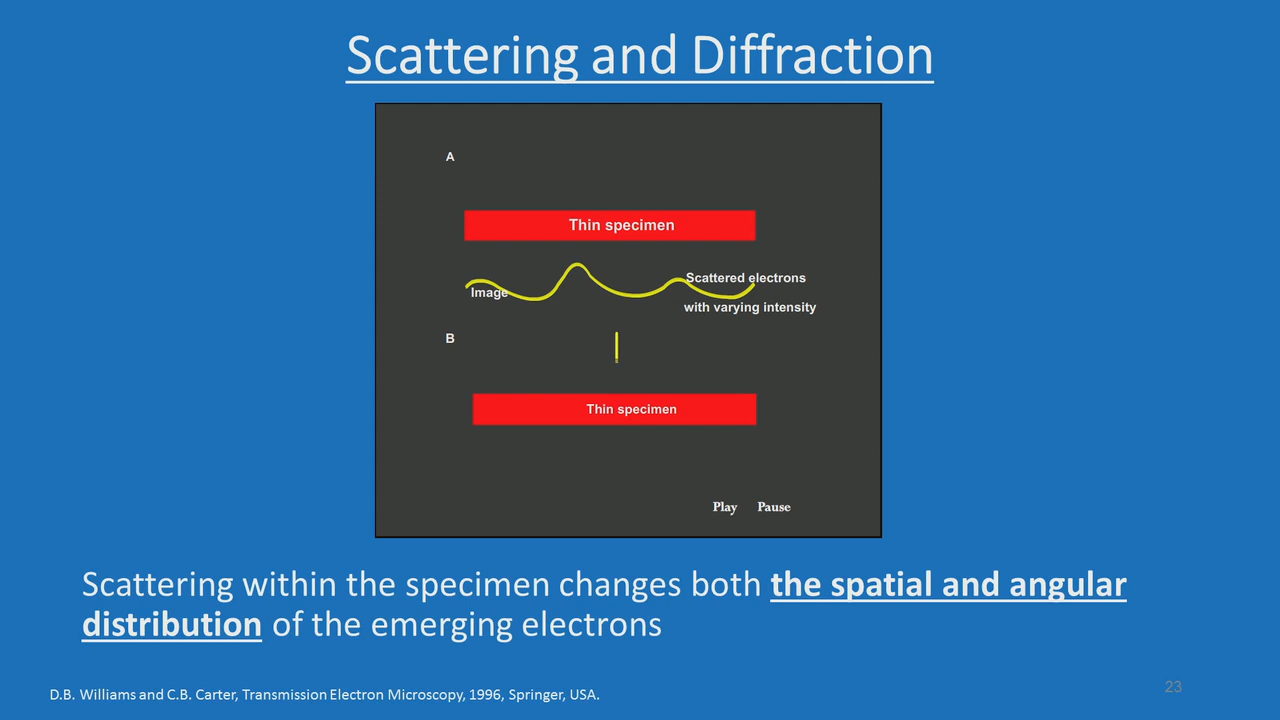 Scattering and Diffraction
A
Thin specimen
Scattered electrons
Image
with varying intensity
B
Thin specimen
Play Pause
Scattering within the specimen changes both the spatial and angular
distribution of the emerging electrons
D.B. Williams and C.B. Carter, Transmission Electron Microscopy, 1996, Springer, USA.
23